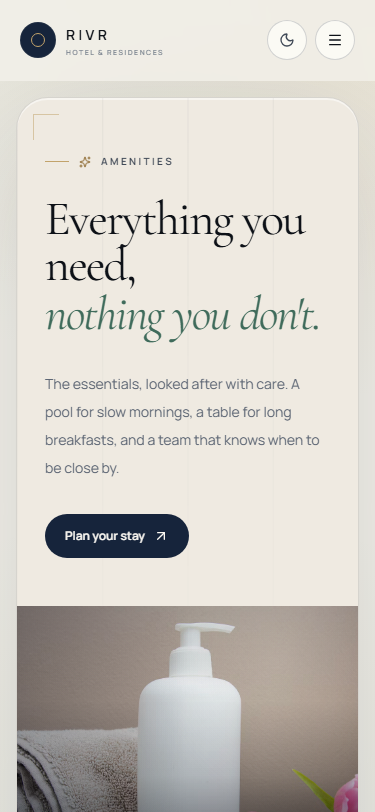 RIVR
HOTEL & RESIDENCES
AMENITIES
Everything you
need,
nothing you don't.
The essentials, looked after with care. A
pool for slow mornings, a table for long
breakfasts, and a team that knows when to
be close by.
Plan your stay